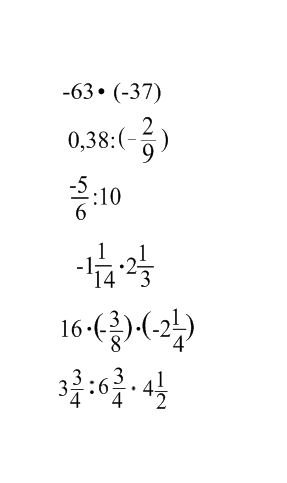 -63• (-37)
0,38:(-2/9)
-5/6:10
-1 1/14·2 1/3
16·(-3/8)·(-2 1/4)
3 3/4:6 3/4·4 1/2